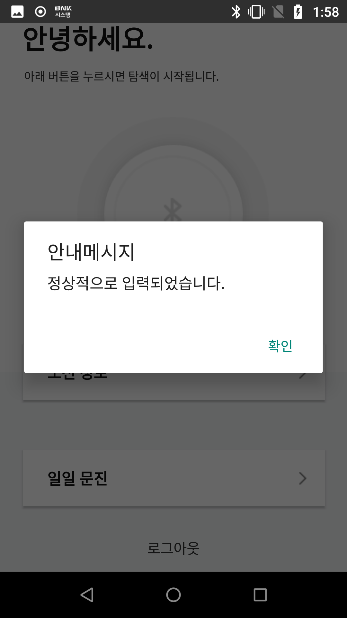 1:58
안녕하세요.
아래 버튼을 누르시면 탐색이 시작됩니다.
안내메시지
정상적으로 입력되었습니다.
확인
일일 문진
로그아웃